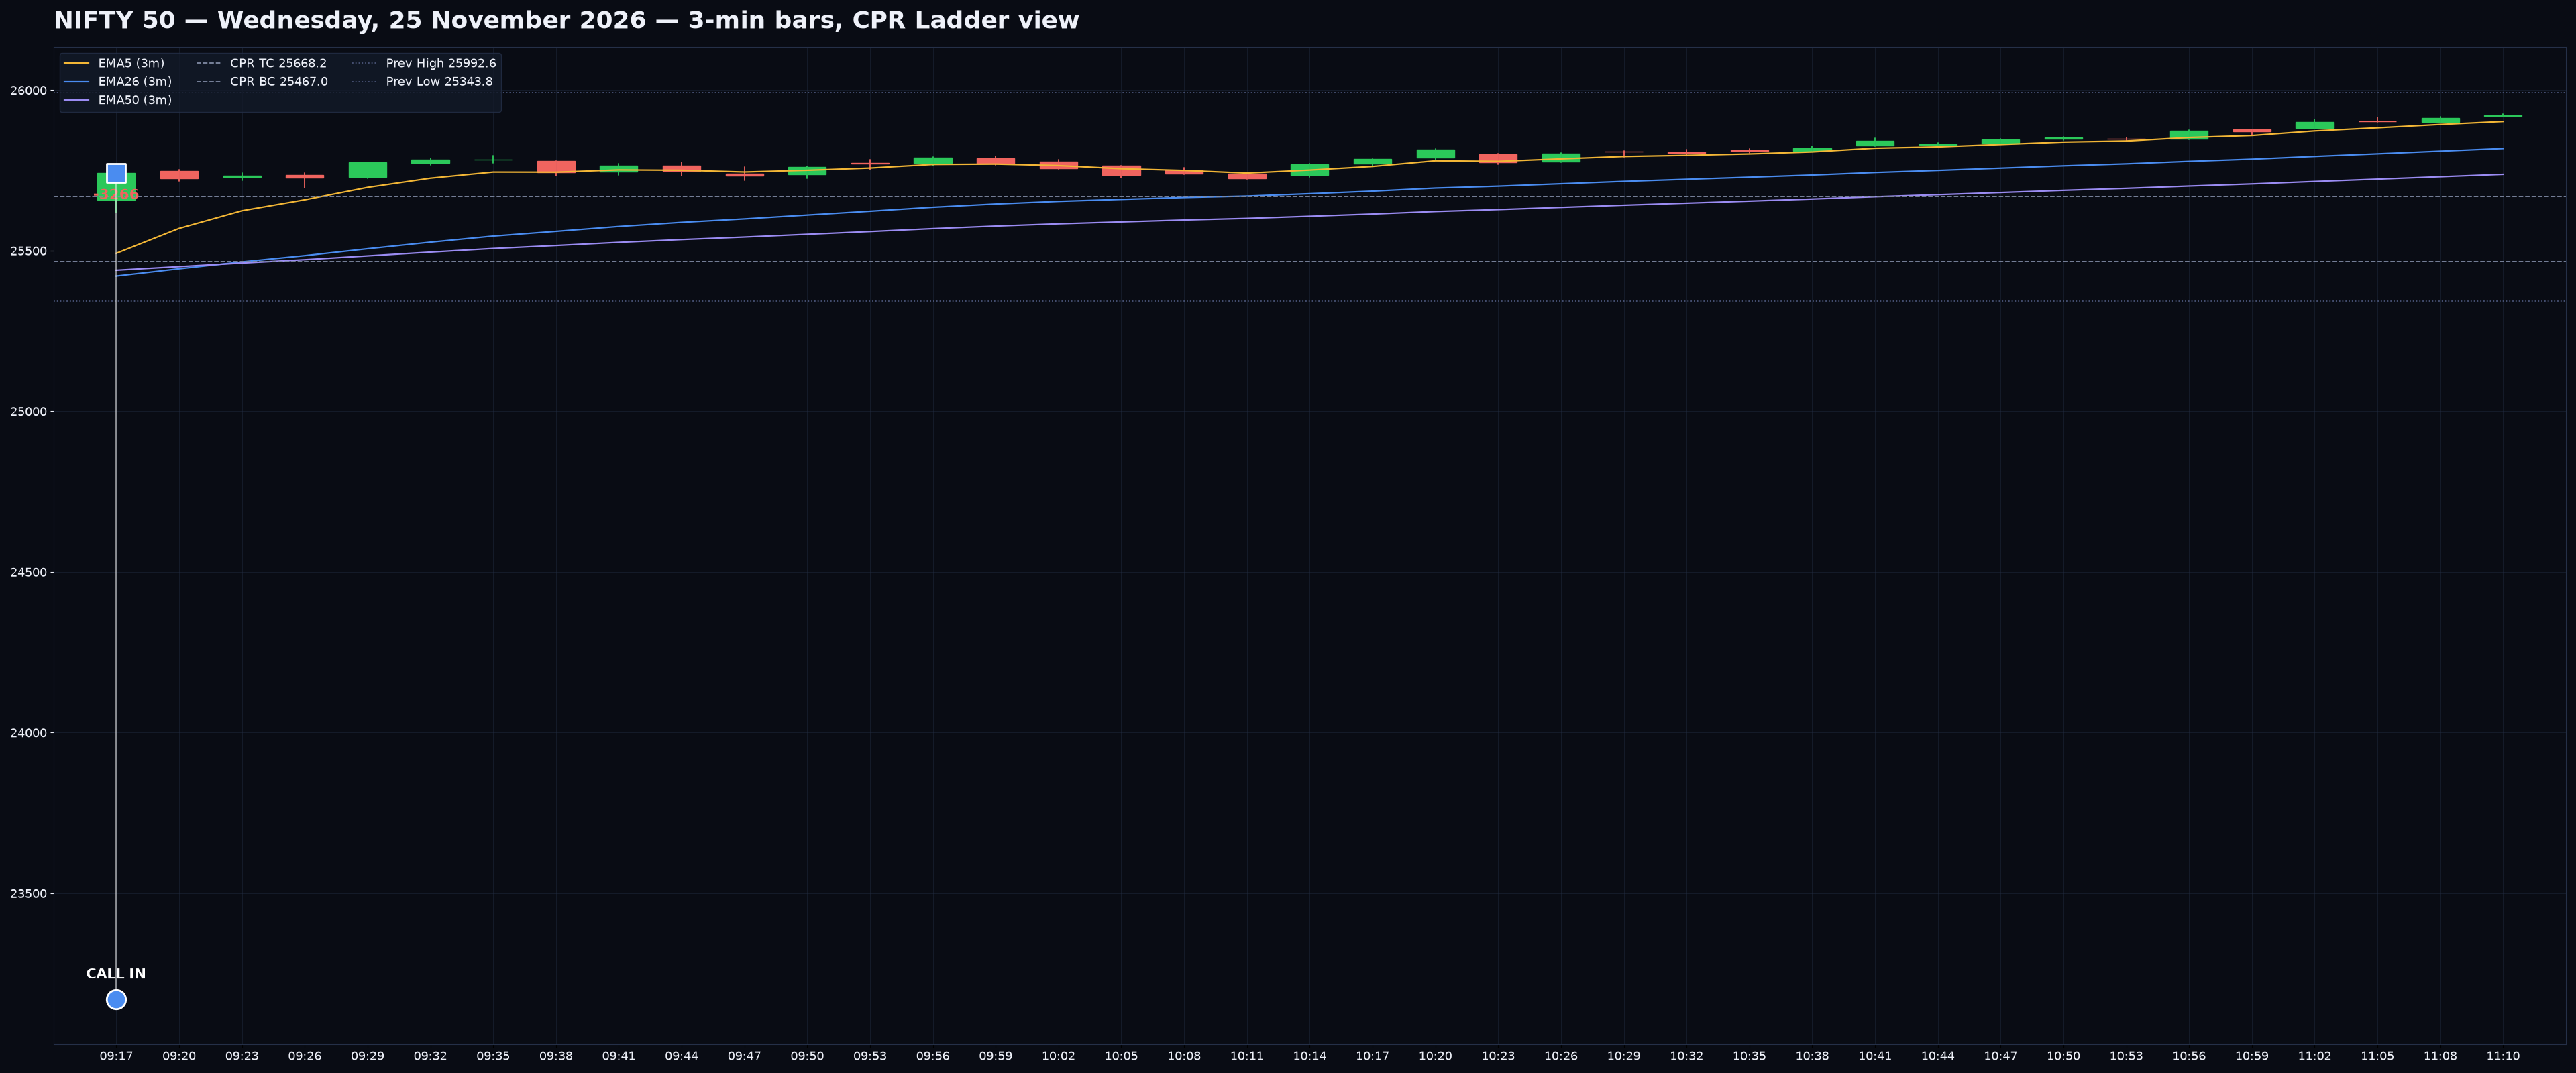 NIFTY 50 — Wednesday, 25 November 2026 — 3-min bars, CPR Ladder view
EMA5 (3m)
EMA26 (3m)
EMA50 (3m)
CPR TC 25668.2
CPR BC 25467.0
Prev High 25992.6
Prev Low 25343.8
26000
25500
25000
24500
24000
23500
CALL IN
09:17 09:20 09:23 09:26 09:29 09:32 09:35 09:38 09:41 09:44 09:47 09:50 09:53 09:56 09:59 10:02 10:05 10:08 10:11 10:14 10:17 10:20 10:23 10:26 10:29 10:32 10:35 10:38 10:41 10:44 10:47 10:50 10:53 10:56 10:59 11:02 11:05 11:08 11:10